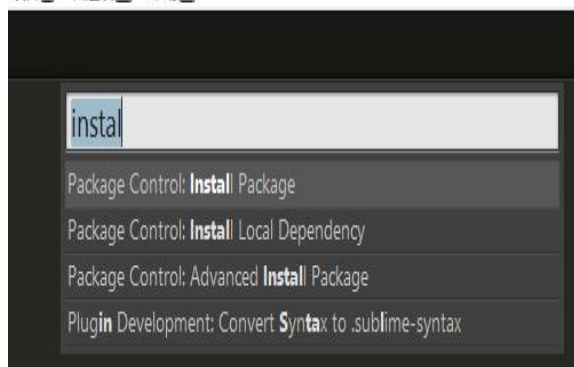 instal
Package Control: Install Package
Package Control: Install Local Dependency
Package Control: Advanced Install Package
Plugin Development: Convert Syntax to .sublime-syntax